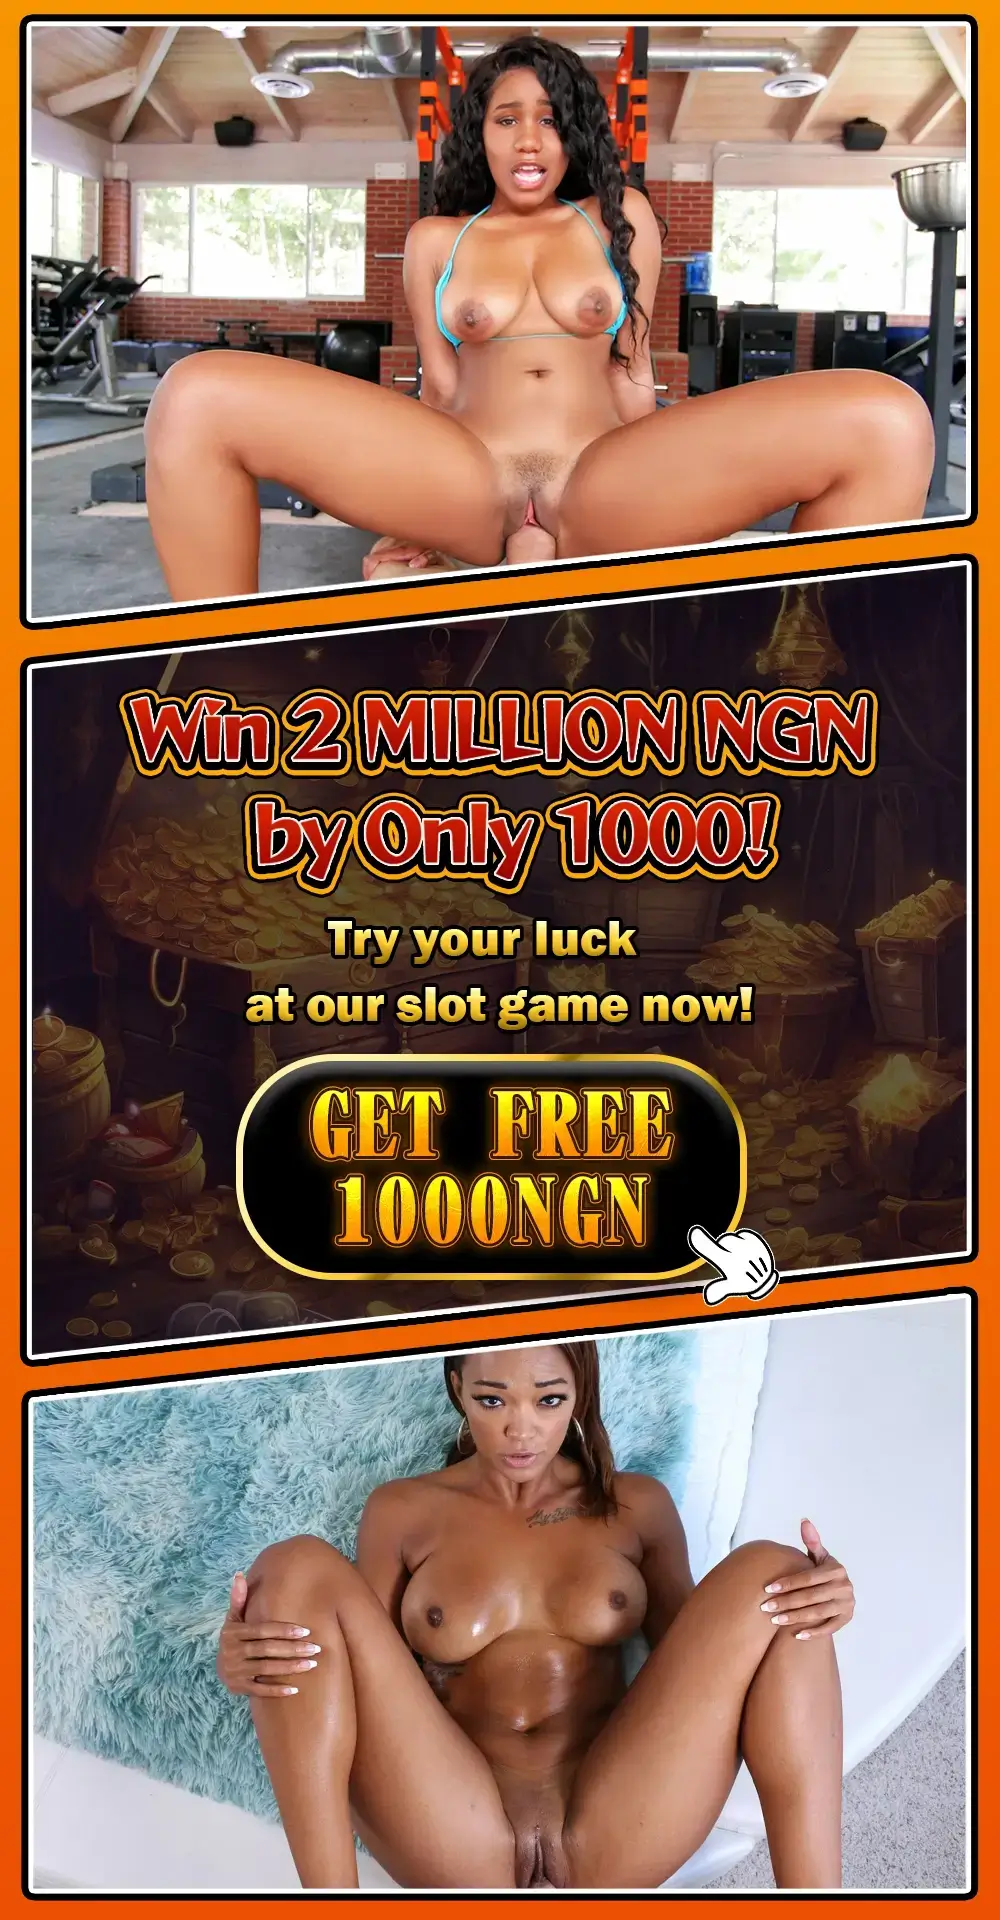 Win 2 MILLION NGN
by Only 1000!
Try your luck
at our slot game now!
GET FREE
1000NGN